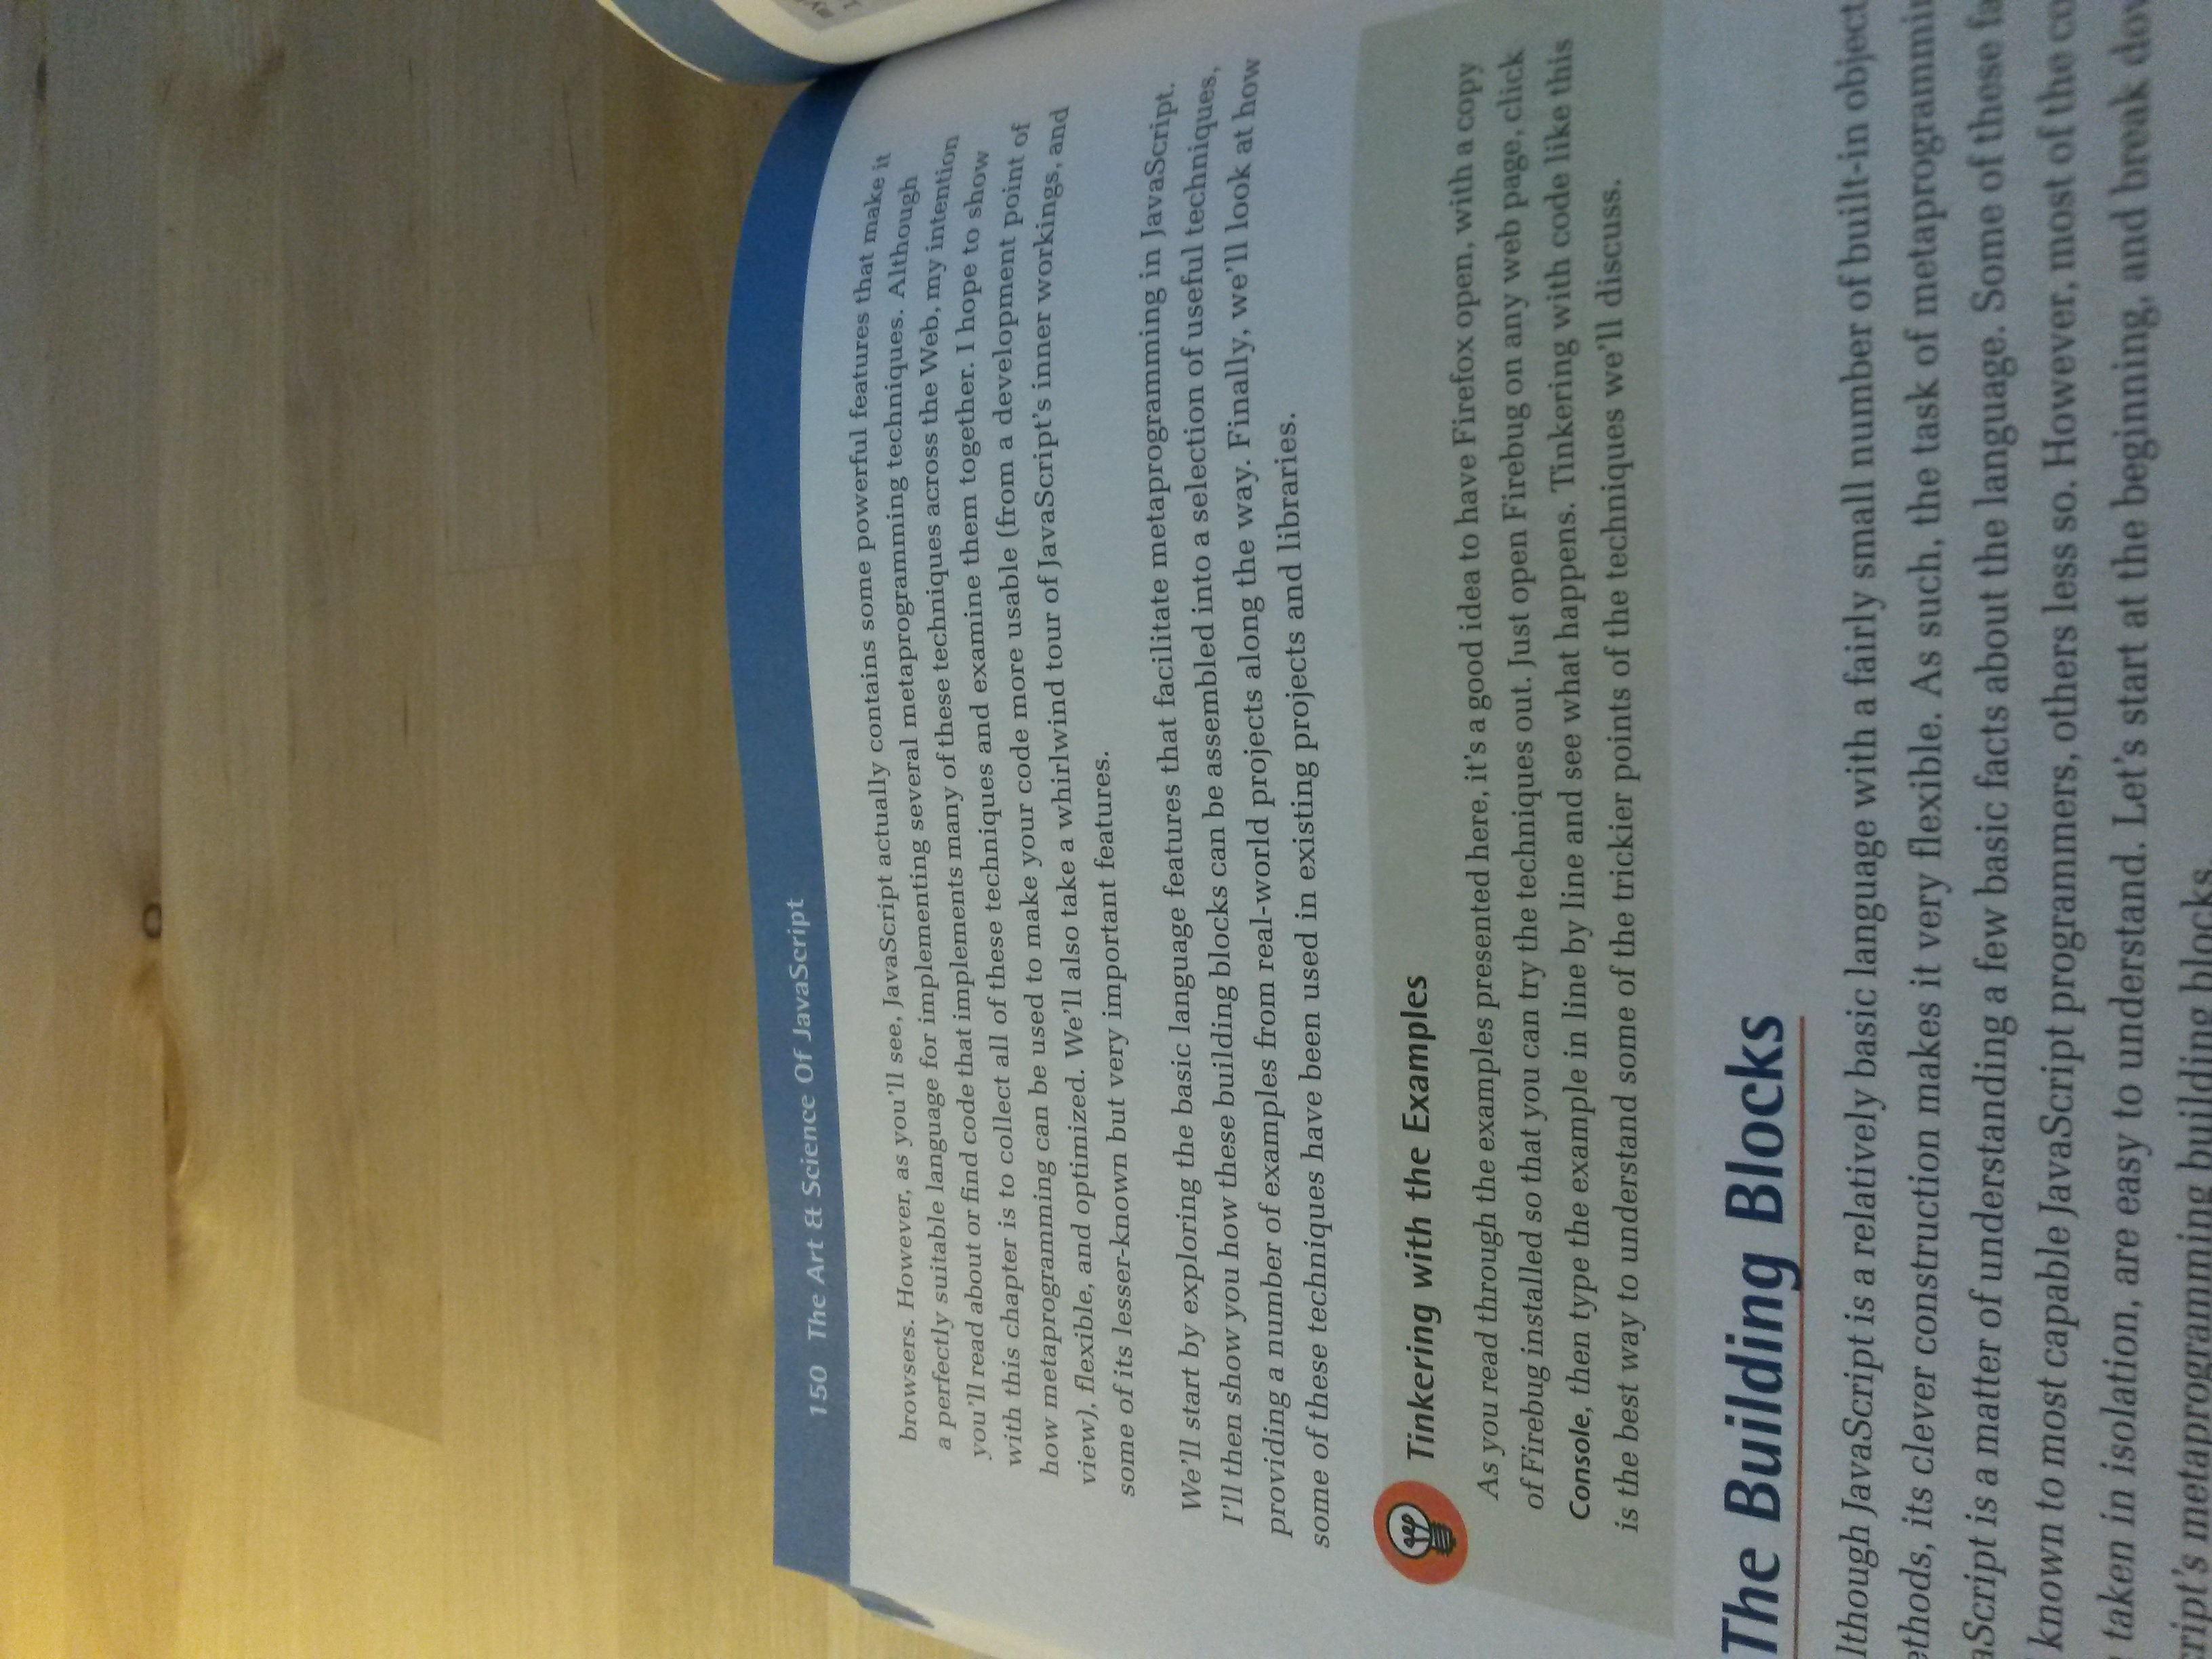 150 The Art & Science Of JavaScript
browsers. However, as you'll see, JavaScript actually contains some powerful features that make it
a perfectly suitable language for implementing several metaprogramming techniques. Although
you'll read about or find code that implements many of these techniques across the Web, my intention
with this chapter is to collect all of these techniques and examine them together. I hope to show
how metaprogramming can be used to make your code more usable (from a development point of
view), flexible, and optimized. We'll also take a whirlwind tour of JavaScript's inner workings, and
some of its lesser-known but very important features.
We'll start by exploring the basic language features that facilitate metaprogramming in JavaScript.
I'll then show you how these building blocks can be assembled into a selection of useful techniques,
providing a number of examples from real-world projects along the way. Finally, we'll look at how
some of these techniques have been used in existing projects and libraries.
Tinkering with the Examples
As you read through the examples presented here, it's a good idea to have Firefox open, with a copy
of Firebug installed so that you can try the techniques out. Just open Firebug on any web page, click
Console, then type the example in line by line and see what happens. Tinkering with code like this
is the best way to understand some of the trickier points of the techniques we'll discuss.
The Building Blocks
lthough JavaScript is a relatively basic language with a fairly small number of built-in object
ethods, its clever construction makes it very flexible. As such, the task of metaprogrammi
aScript is a matter of understanding a few basic facts about the language. Some of these fa
known to most capable JavaScript programmers, others less so. However, most of the co
taken in isolation, are easy to understand. Let's start at the beginning, and break dow
cript's metaprogramming building blocks.